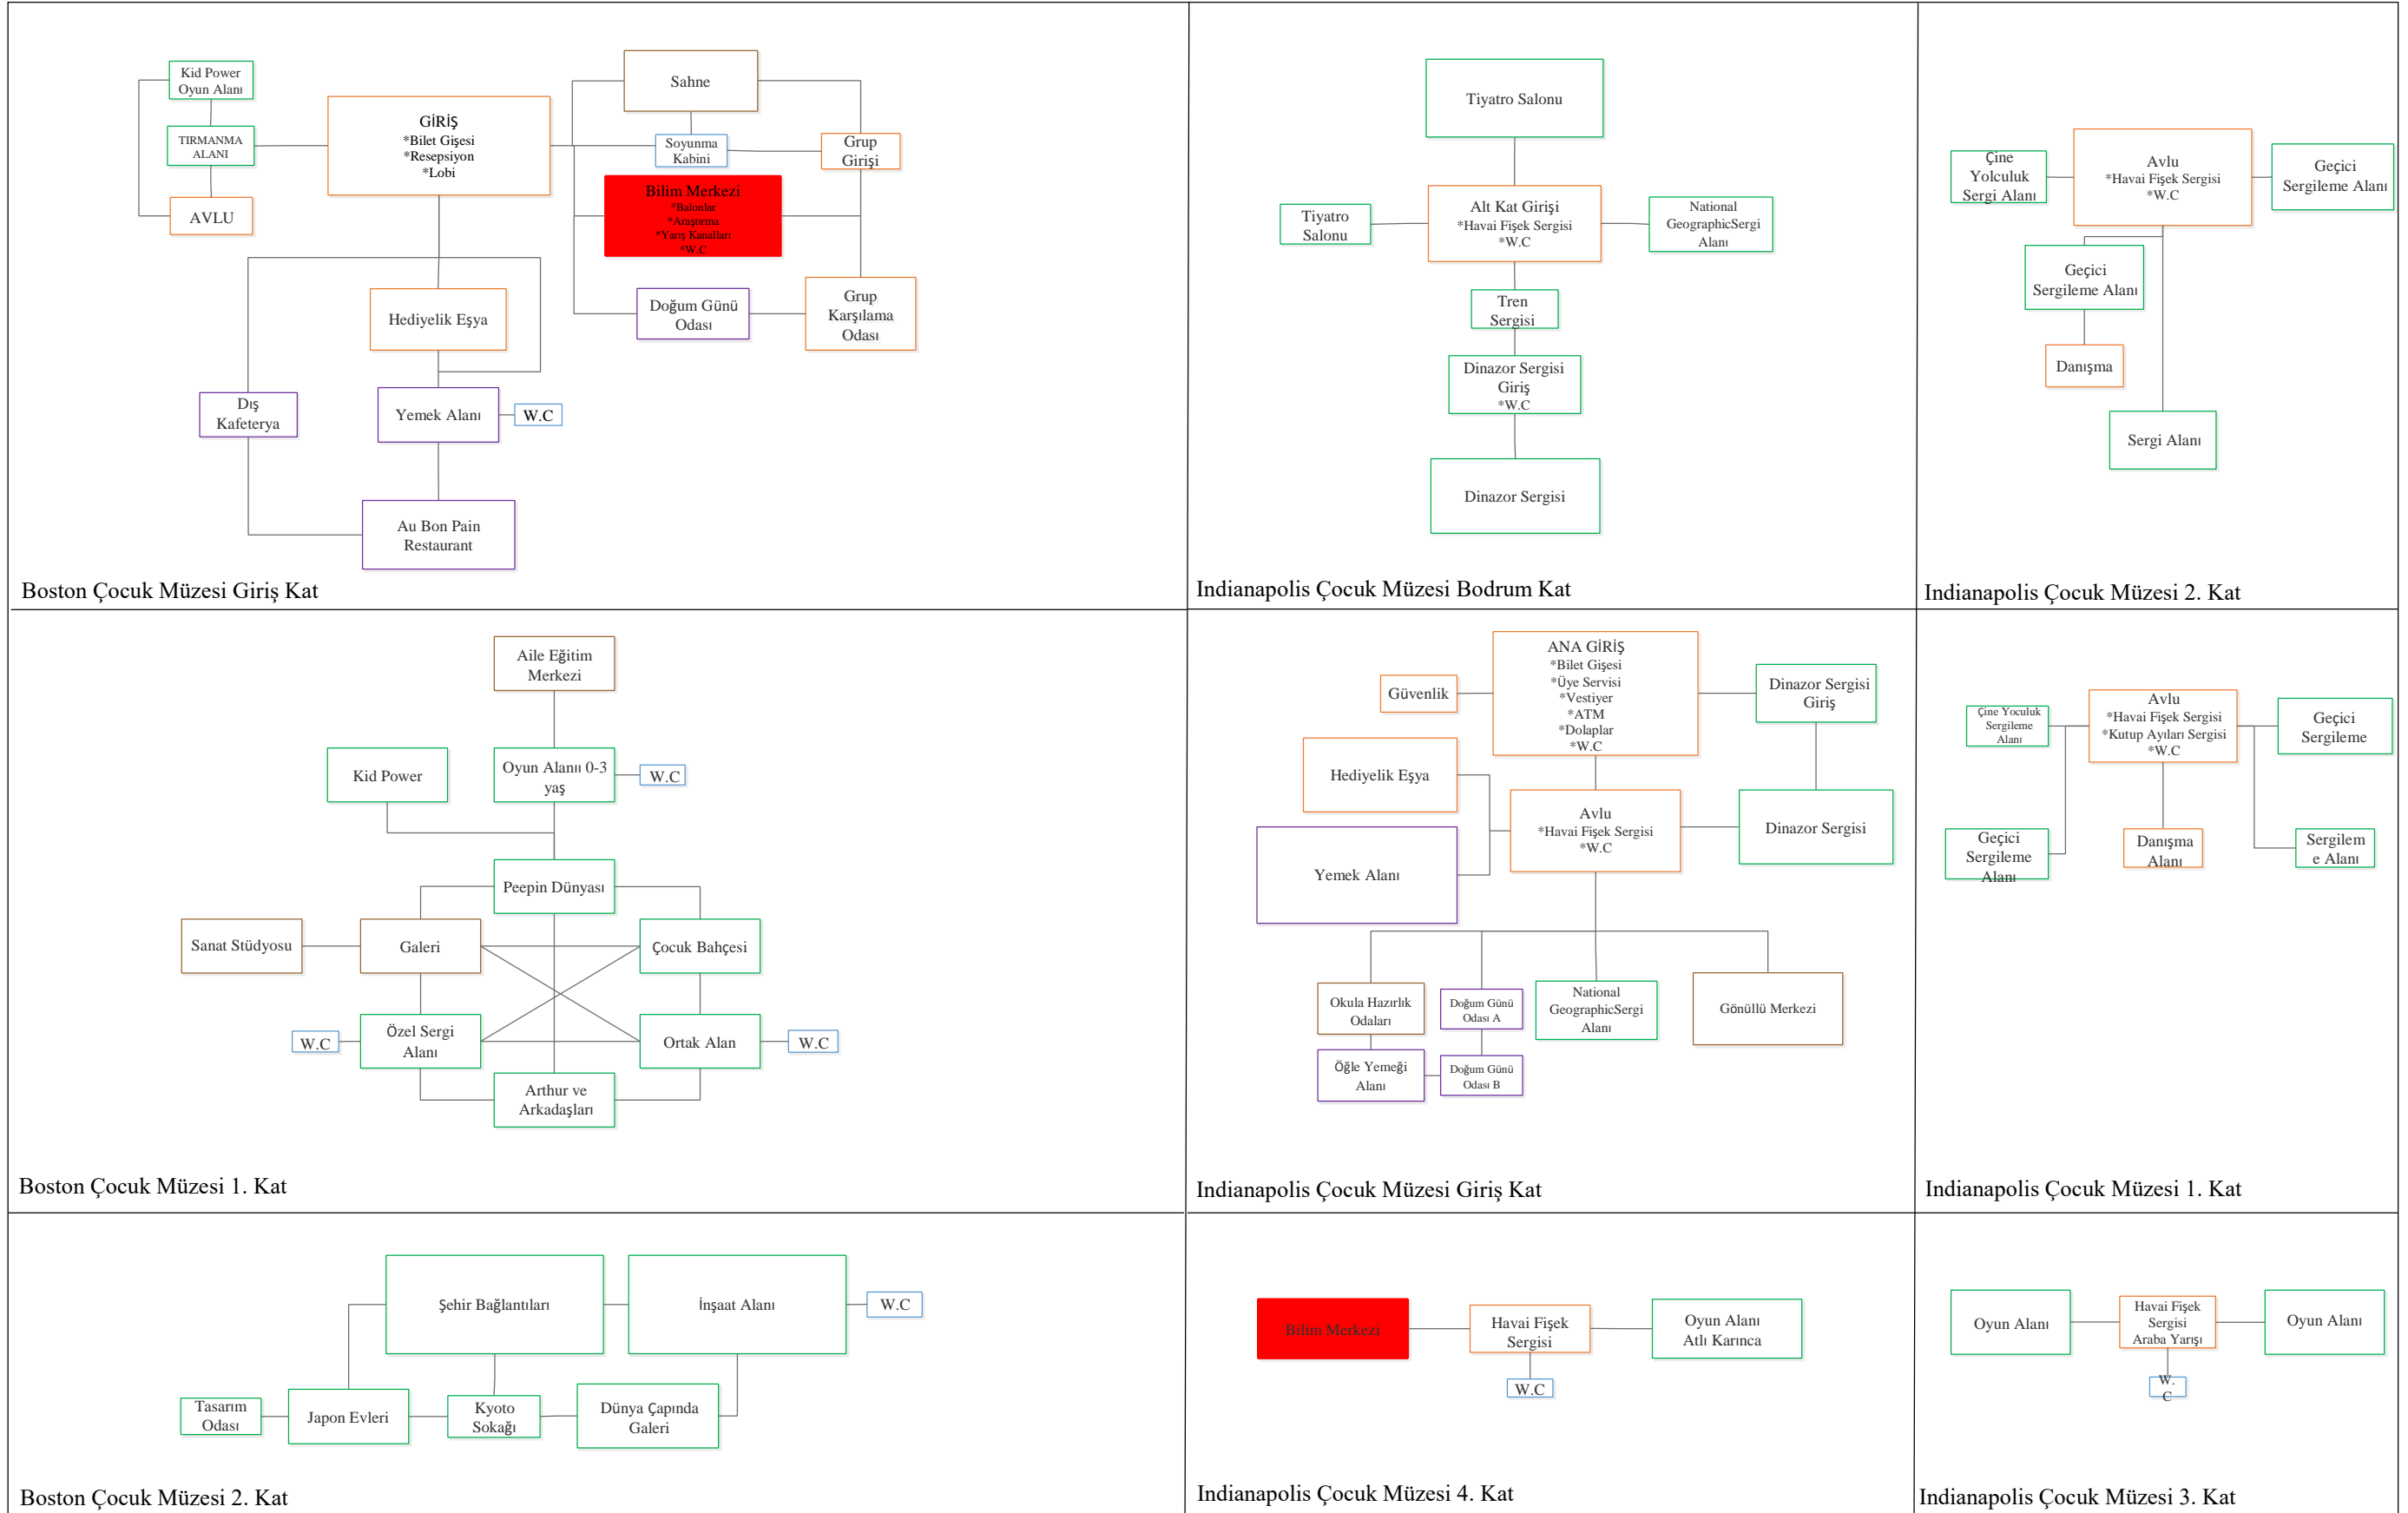 Kid Power
Oyun Alanı
TIRMANMA
ALANI
AVLU
GİRİŞ
*Bilet Gişesi
*Resepsiyon
*Lobi
Sahne
Soyunma
Kabini
Grup
Girişi
Bilim Merkezi
*Balonlar
*Araştırma
*Yarış Kanalları
*W.C
Doğum Günü
Odası
Grup
Karşılama
Odası
Hediyelik Eşya
Dış
Kafeterya
Yemek Alanı
W.C
Au Bon Pain
Restaurant
Boston Çocuk Müzesi Giriş Kat
Tiyatro Salonu
Tiyatro
Salonu
Alt Kat Girişi
*Havai Fişek Sergisi
*W.C
National
GeographicSergi
Alanı
Tren
Sergisi
Dinazor Sergisi
Giriş
*W.C
Dinazor Sergisi
Indianapolis Çocuk Müzesi Bodrum Kat
Çine
Yolculuk
Sergi Alanı
Avlu
*Havai Fişek Sergisi
*W.C
Geçici
Sergileme Alanı
Geçici
Sergileme Alanı
Danışma
Sergi Alanı
Indianapolis Çocuk Müzesi 2. Kat
Aile Eğitim
Merkezi
Kid Power
Oyun Alanıı 0-3
yaş
W.C
Peepin Dünyası
Sanat Stüdyosu
Galeri
Çocuk Bahçesi
W.C
Özel Sergi
Alanı
Ortak Alan
W.C
Arthur ve
Arkadaşları
Boston Çocuk Müzesi 1. Kat
Güvenlik
ANA GİRİŞ
*Bilet Gişesi
*Üye Servisi
*Vestiyer
*ATM
*Dolaplar
*W.C
Dinazor Sergisi
Giriş
Hediyelik Eşya
Avlu
*Havai Fişek Sergisi
*W.C
Dinazor Sergisi
Yemek Alanı
Okula Hazırlık
Odaları
Doğum Günü
Odası A
National
GeographicSergi
Alanı
Gönüllü Merkezi
Öğle Yemeği
Alanı
Doğum Günü
Odası B
Indianapolis Çocuk Müzesi Giriş Kat
Çine Yoculuk
Sergileme
Alanı
Avlu
*Havai Fişek Sergisi
*Kutup Ayıları Sergisi
*W.C
Geçici
Sergileme
Geçici
Sergileme
Alanı
Danışma
Alanı
Sergilem
e Alanı
Indianapolis Çocuk Müzesi 1. Kat
Şehir Bağlantıları
İnşaat Alanı
W.C
Tasarım
Odası
Japon Evleri
Kyoto
Sokağı
Dünya Çapında
Galeri
Boston Çocuk Müzesi 2. Kat
Bilim Merkezi
Havai Fişek
Sergisi
Oyun Alanı
Atlı Karınca
W.C
Indianapolis Çocuk Müzesi 4. Kat
Oyun Alanı
Havai Fişek
Sergisi
Araba Yarışı
Oyun Alanı
W.
C
Indianapolis Çocuk Müzesi 3. Kat